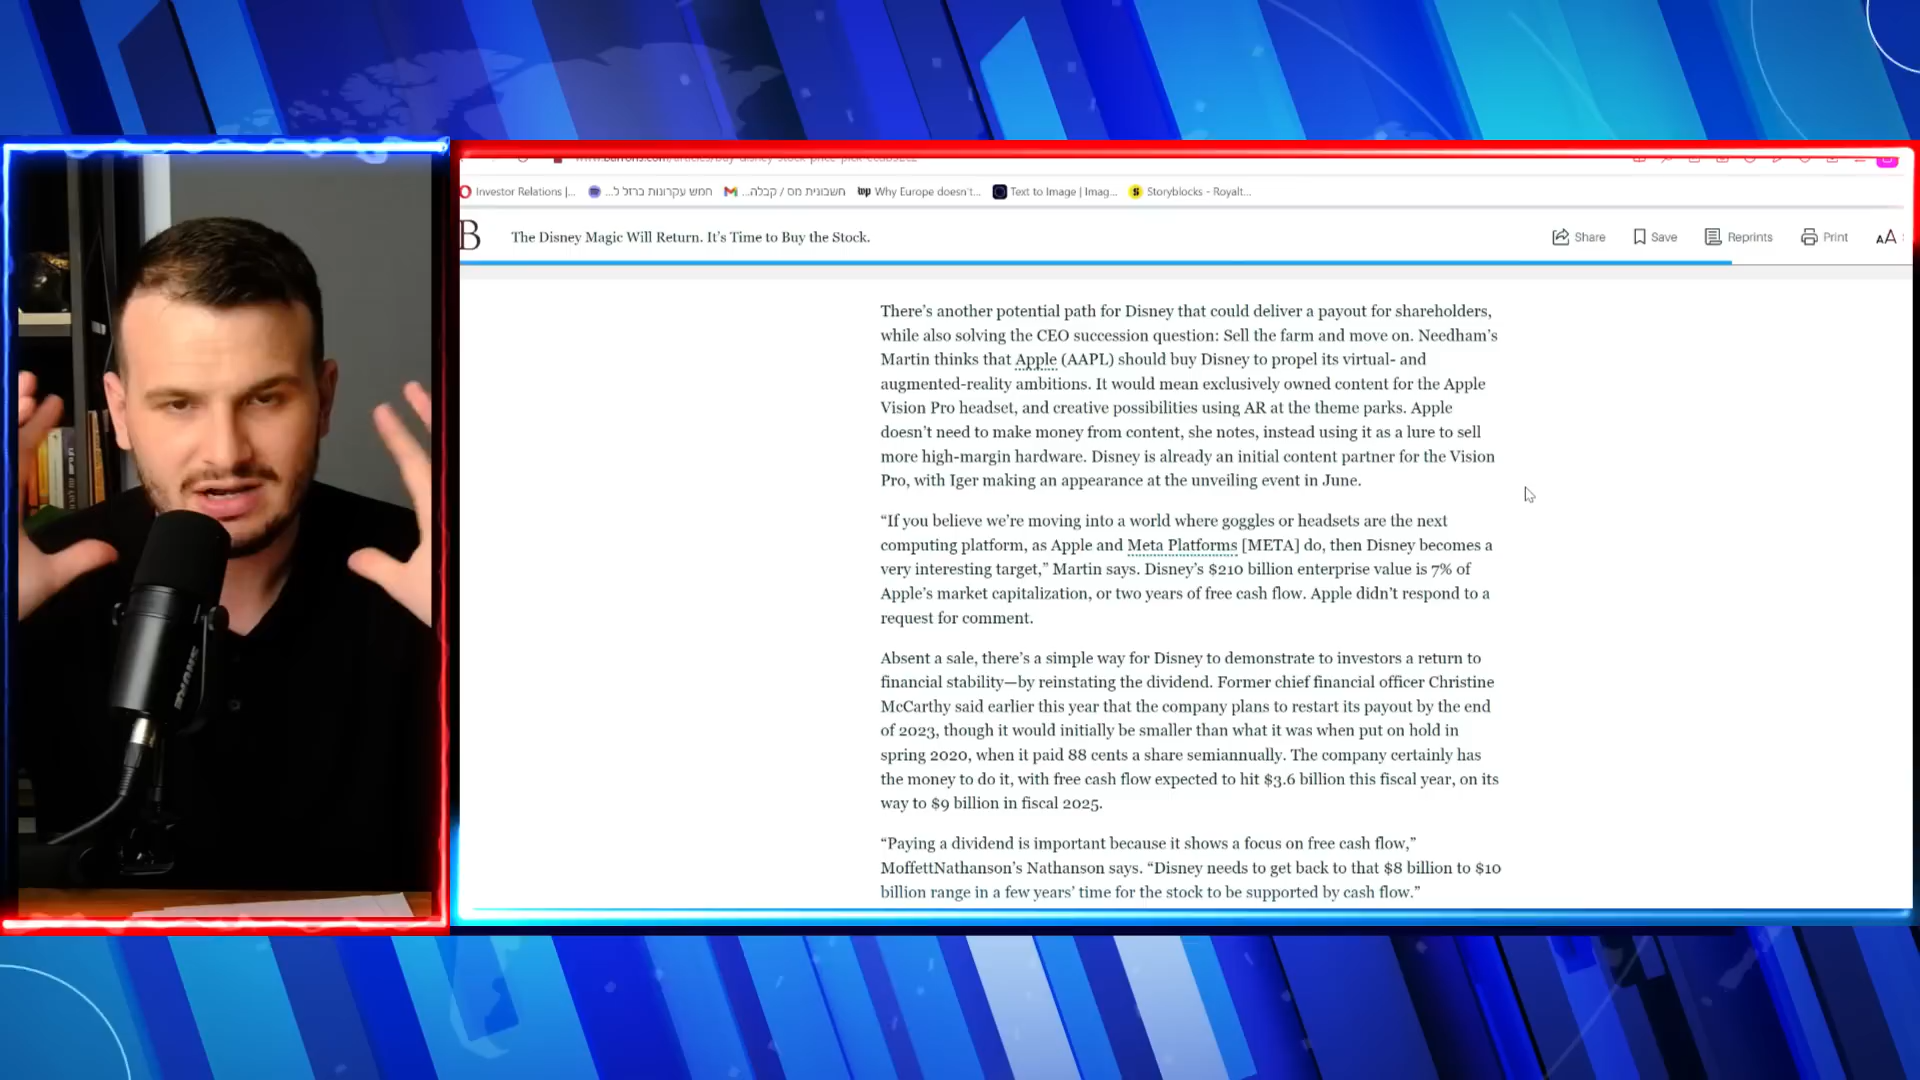 www.barrons.com/articles/buy-disney-stock-price-pick-
Investor Relations |...
חמש עקרונות ברזל ל...
חשבונית מס / קבלה...
wp Why Europe doesn't...
Text to Image | Imag...
S Storyblocks - Royalt...
B The Disney Magic Will Return. It’s Time to Buy the Stock.
Share
Save
Reprints
Print
AA
There’s another potential path for Disney that could deliver a payout for shareholders,
while also solving the CEO succession question: Sell the farm and move on. Needham’s
Martin thinks that Apple (AAPL) should buy Disney to propel its virtual- and
augmented-reality ambitions. It would mean exclusively owned content for the Apple
Vision Pro headset, and creative possibilities using AR at the theme parks. Apple
doesn’t need to make money from content, she notes, instead using it as a lure to sell
more high-margin hardware. Disney is already an initial content partner for the Vision
Pro, with Iger making an appearance at the unveiling event in June.
“If you believe we’re moving into a world where goggles or headsets are the next
computing platform, as Apple and Meta Platforms [META] do, then Disney becomes a
very interesting target,” Martin says. Disney’s $210 billion enterprise value is 7% of
Apple’s market capitalization, or two years of free cash flow. Apple didn’t respond to a
request for comment.
Absent a sale, there’s a simple way for Disney to demonstrate to investors a return to
financial stability—by reinstating the dividend. Former chief financial officer Christine
McCarthy said earlier this year that the company plans to restart its payout by the end
of 2023, though it would initially be smaller than what it was when put on hold in
spring 2020, when it paid 88 cents a share semiannually. The company certainly has
the money to do it, with free cash flow expected to hit $3.6 billion this fiscal year, on its
way to $9 billion in fiscal 2025.
“Paying a dividend is important because it shows a focus on free cash flow,”
MoffettNathanson’s Nathanson says. “Disney needs to get back to that $8 billion to $10
billion range in a few years’ time for the stock to be supported by cash flow.”
SHURE